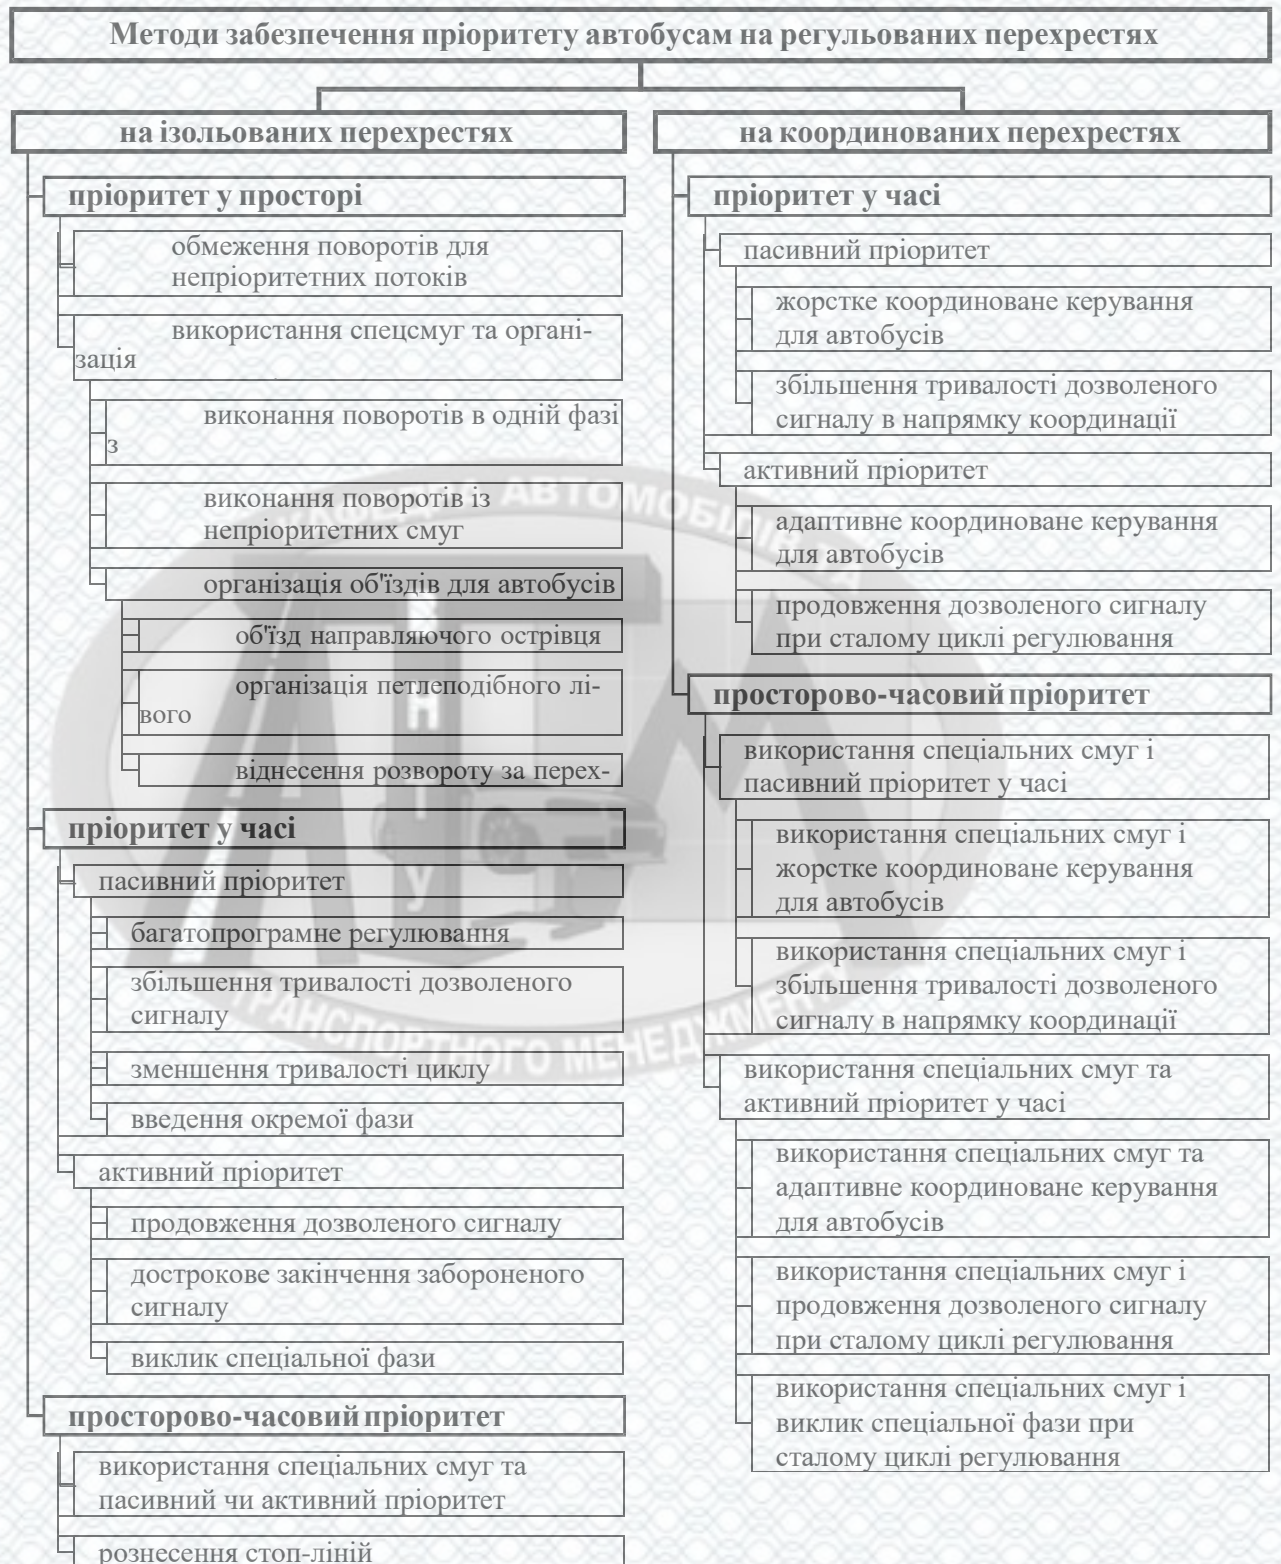 Методи забезпечення пріоритету автобусам на регульованих перехрестях
на ізольованих перехрестях
пріоритет у просторі
обмеження поворотів для
непріоритетних потоків
використання спецсмуг та органі-
зація
виконання поворотів в одній фазі
з
виконання поворотів із
непріоритетних смуг
організація об'їздів для автобусів
об'їзд направляючого острівця
організація петлеподібного лі-
вого
віднесення розвороту за перех-
пріоритет у часі
пасивний пріоритет
багатопрограмне регулювання
збільшення тривалості дозволеного
сигналу
зменшення тривалості циклу
введення окремої фази
активний пріоритет
продовження дозволеного сигналу
дострокове закінчення забороненого
сигналу
виклик спеціальної фази
просторово-часовий пріоритет
використання спеціальних смуг та
пасивний чи активний пріоритет
рознесення стоп-ліній
на координованих перехрестях
пріоритет у часі
пасивний пріоритет
жорстке координоване керування
для автобусів
збільшення тривалості дозволеного
сигналу в напрямку координації
активний пріоритет
адаптивне координоване керування
для автобусів
продовження дозволеного сигналу
при сталому циклі регулювання
просторово-часовий пріоритет
використання спеціальних смуг і
пасивний пріоритет у часі
використання спеціальних смуг і
жорстке координоване керування
для автобусів
використання спеціальних смуг і
збільшення тривалості дозволеного
сигналу в напрямку координації
використання спеціальних смуг та
активний пріоритет у часі
використання спеціальних смуг та
адаптивне координоване керування
для автобусів
використання спеціальних смуг і
продовження дозволеного сигналу
при сталому циклі регулювання
використання спеціальних смуг і
виклик спеціальної фази при
сталому циклі регулювання
ТРАНСПОРТНОГО МЕНЕДЖМЕНТУ